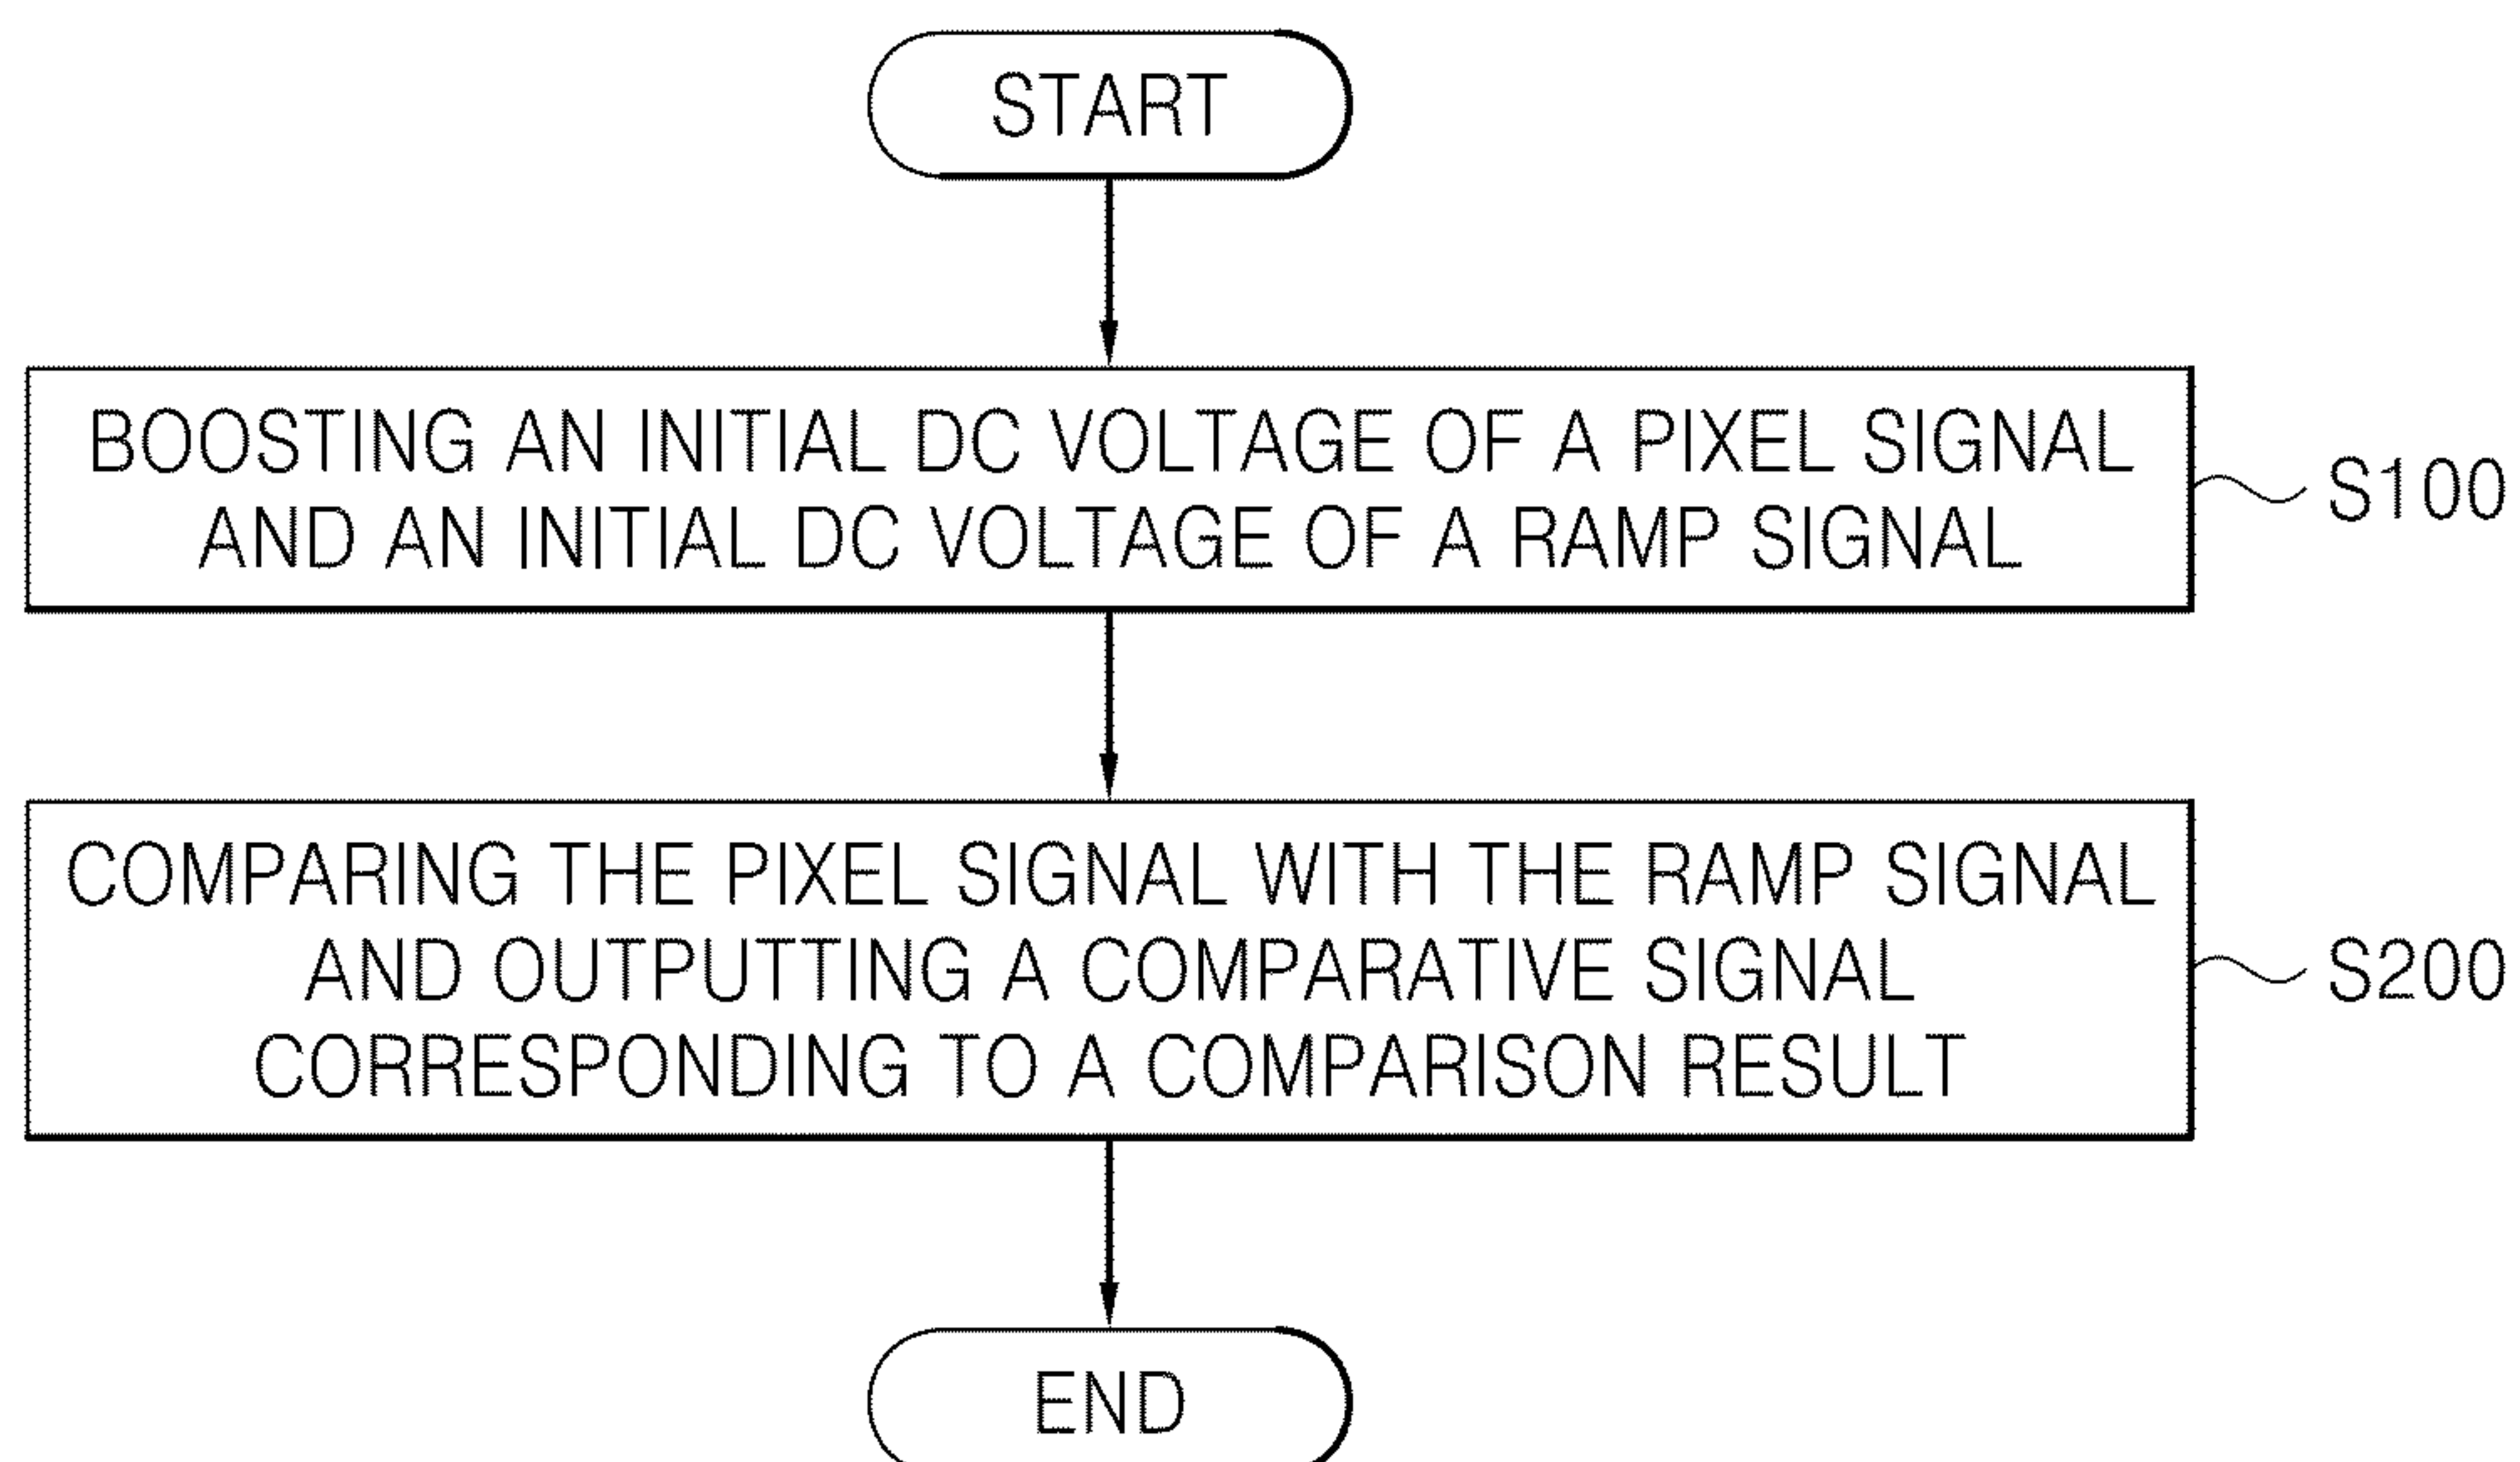 START
BOOSTING AN INITIAL DC VOLTAGE OF A PIXEL SIGNAL
AND AN INITIAL DC VOLTAGE OF A RAMP SIGNAL
S100
COMPARING THE PIXEL SIGNAL WITH THE RAMP SIGNAL
AND OUTPUTTING A COMPARATIVE SIGNAL
CORRESPONDING TO A COMPARISON RESULT
S200
END